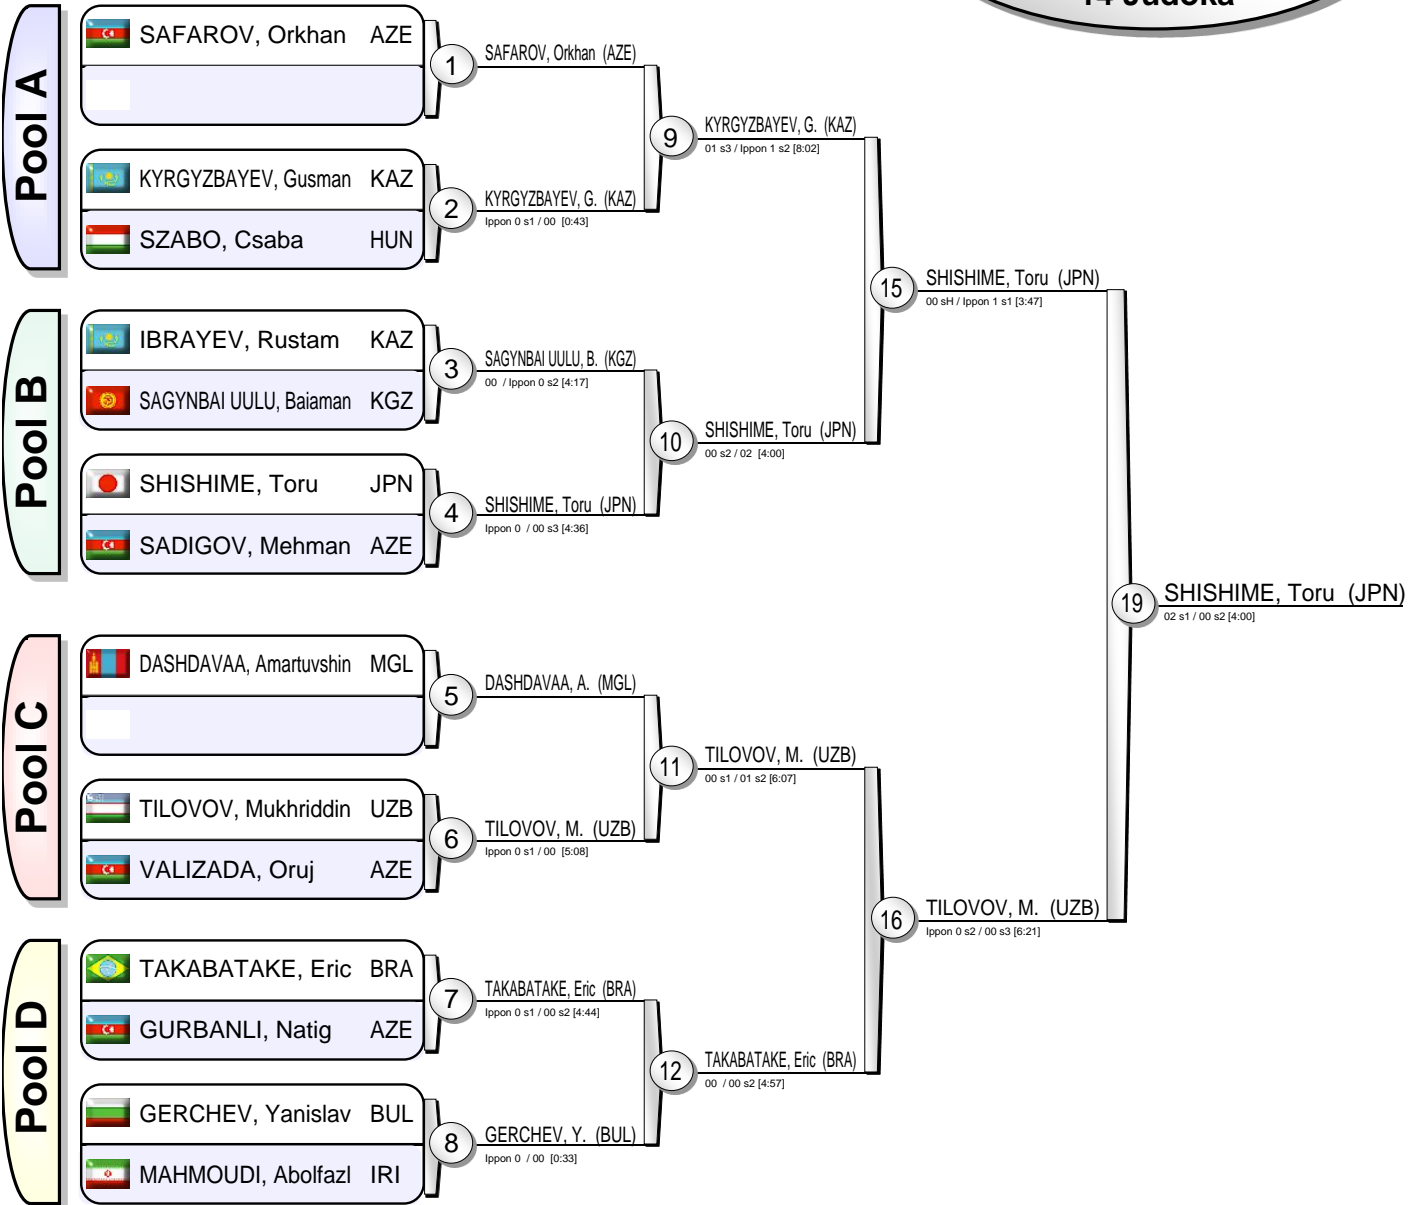 14 Judoka
Pool A
SAFAROV, Orkhan AZE
KYRGYZBAYEV, Gusman KAZ
SZABO, Csaba HUN
Pool B
IBRAYEV, Rustam KAZ
SAGYNBAI UULU, Baiaman KGZ
SHISHIME, Toru JPN
SADIGOV, Mehman AZE
Pool C
DASHDAVAA, Amartuvshin MGL
TILOVOV, Mukhriddin UZB
VALIZADA, Oruj AZE
Pool D
TAKABATAKE, Eric BRA
GURBANLI, Natig AZE
GERCHEV, Yanislav BUL
MAHMOUDI, Abolfazl IRI
1
SAFAROV, Orkhan (AZE)
2
KYRGYZBAYEV, G. (KAZ)
Ippon 0 s1 / 00 [0:43]
3
SAGYNBAI UULU, B. (KGZ)
00 / Ippon 0 s2 [4:17]
4
SHISHIME, Toru (JPN)
Ippon 0 / 00 s3 [4:36]
5
DASHDAVAA, A. (MGL)
6
TILOVOV, M. (UZB)
Ippon 0 s1 / 00 [5:08]
7
TAKABATAKE, Eric (BRA)
Ippon 0 s1 / 00 s2 [4:44]
8
GERCHEV, Y. (BUL)
Ippon 0 / 00 [0:33]
9
KYRGYZBAYEV, G. (KAZ)
01 s3 / Ippon 1 s2 [8:02]
10
SHISHIME, Toru (JPN)
00 s2 / 02 [4:00]
11
TILOVOV, M. (UZB)
00 s1 / 01 s2 [6:07]
12
TAKABATAKE, Eric (BRA)
00 / 00 s2 [4:57]
15
SHISHIME, Toru (JPN)
00 sH / Ippon 1 s1 [3:47]
16
TILOVOV, M. (UZB)
Ippon 0 s2 / 00 s3 [6:21]
19
SHISHIME, Toru (JPN)
02 s1 / 00 s2 [4:00]